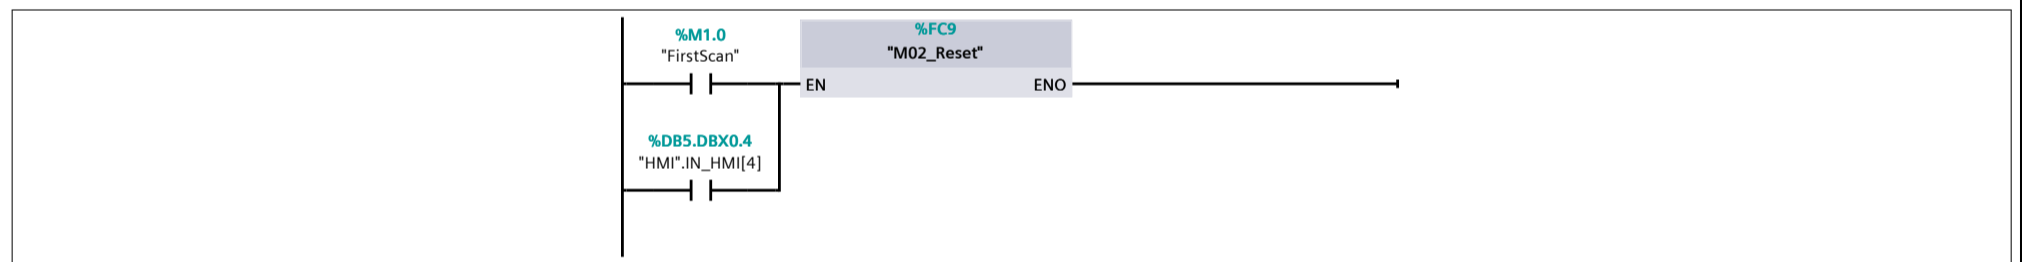 %M1.0
"FirstScan"
%FC9
"M02_Reset"
EN
ENO
%DB5.DBX0.4
"HMI".IN_HMI[4]